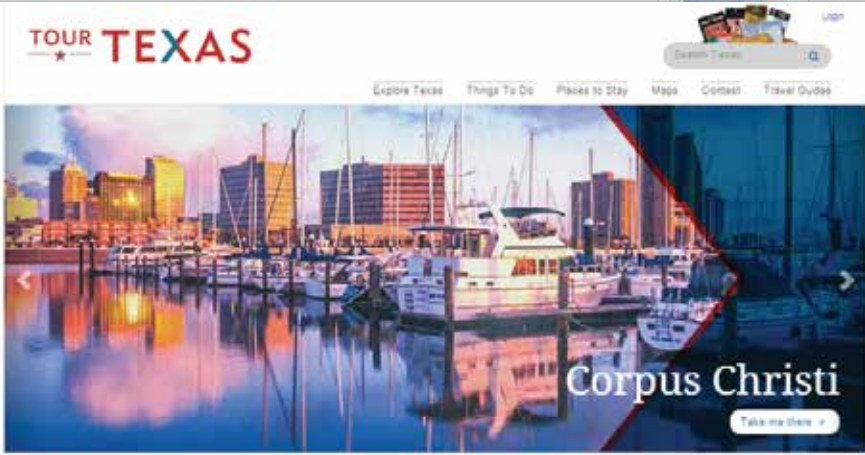 Login
TOUR TEXAS
Search Texas
Explore Texas Things To Do Places to Stay Maps Contest Travel Guides
Corpus Christi
Take me there >